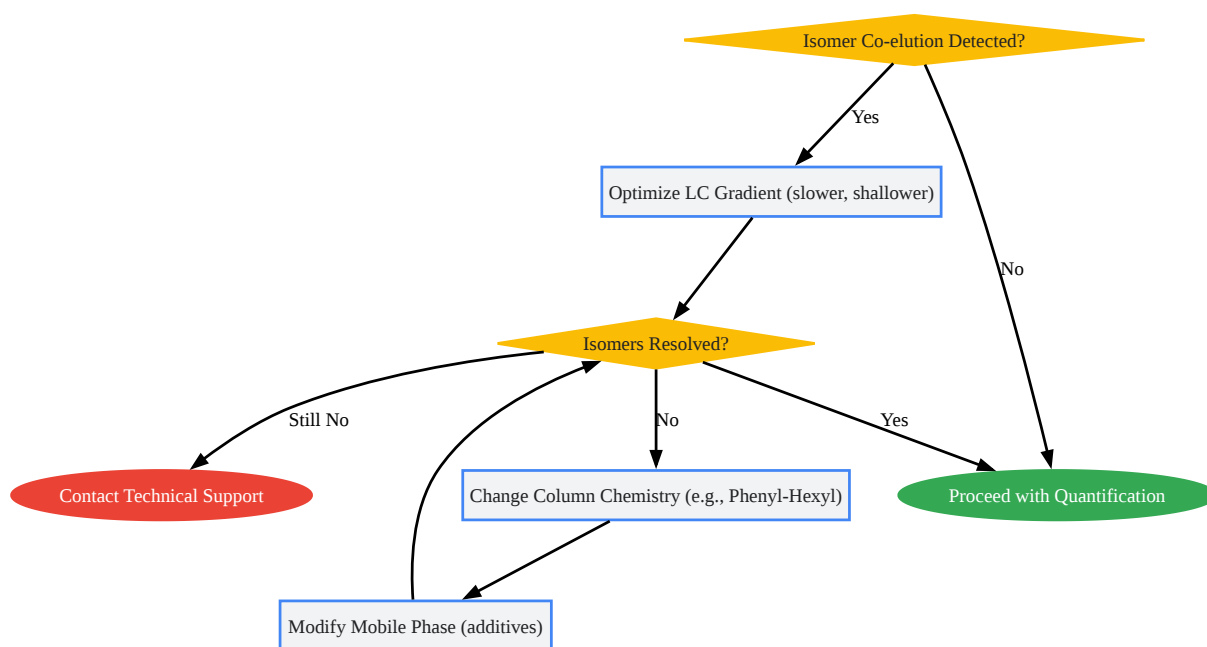 Isomer Co-elution Detected?
Yes
Optimize LC Gradient (slower, shallower)
No
Isomers Resolved?
Still No
No
Yes
Contact Technical Support
Change Column Chemistry (e.g., Phenyl-Hexyl)
Proceed with Quantification
Modify Mobile Phase (additives)